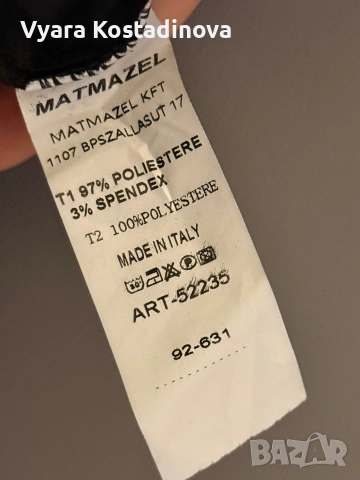 Vyara Kostadinova
MATMAZEL
MATMAZEL KFT
1107 BPSZALLASUT 17
T1 97% POLIESTERE
3% SPENDEX
T2 100%POLYESTERE
MADE IN ITALY
ART-52235
92-631
BAZAR